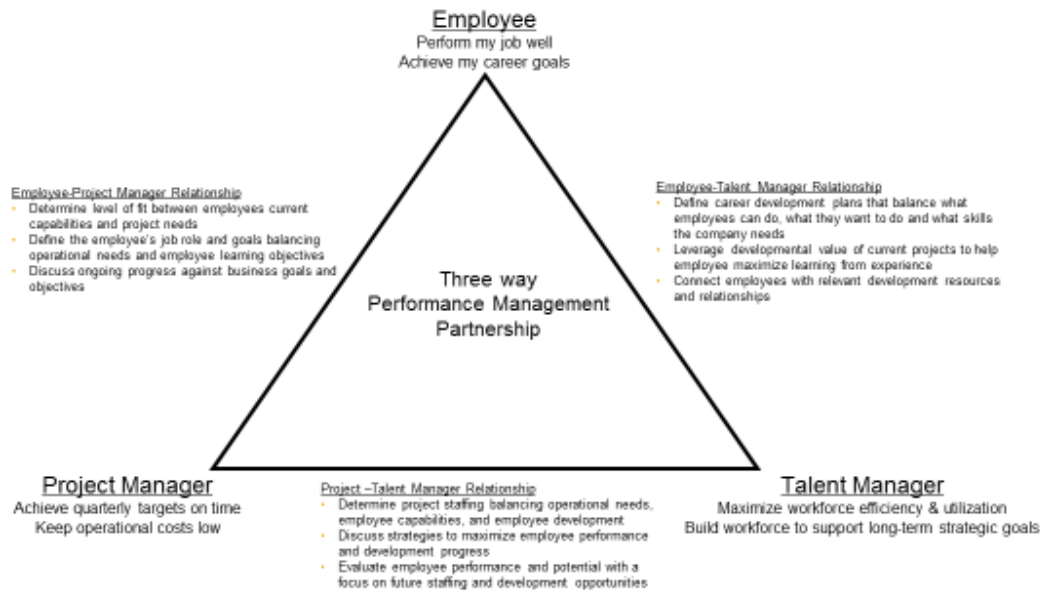 Employee
Perform my job well
Achieve my career goals
Employee-Project Manager Relationship
• Determine level of fit between employees current
capabilities and project needs
• Define the employee's job role and goals balancing
operational needs and employee learning objectives
• Discuss ongoing progress against business goals and
objectives
Employee-Talent Manager Relationship
• Define career development plans that balance what
employees can do, what they want to do and what skills
the company needs
• Leverage developmental value of current projects to help
employee maximize learning from experience
• Connect employees with relevant development resources
and relationships
Three way
Performance Management
Partnership
Project Manager
Achieve quarterly targets on time
Keep operational costs low
Project –Talent Manager Relationship
• Determine project staffing balancing operational needs,
employee capabilities, and employee development
• Discuss strategies to maximize employee performance
and development progress
• Evaluate employee performance and potential with a
focus on future staffing and development opportunities
Talent Manager
Maximize workforce efficiency & utilization
Build workforce to support long-term strategic goals